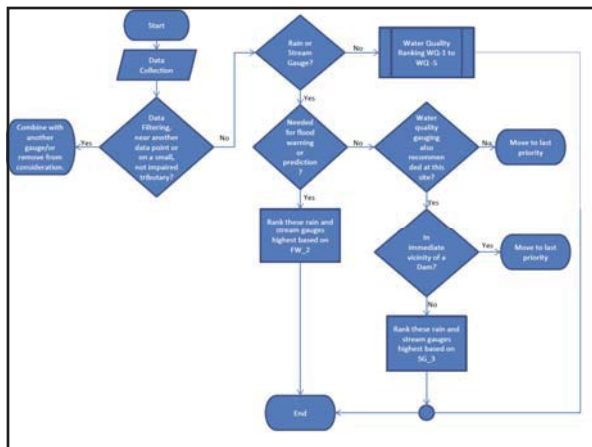 Start
Data
Collection
Data
Filtering,
near another
data point or
on a small,
not impaired
tributary?
Yes
No
Combine with
another
gauge/or
remove from
consideration.
Rain or
Stream
Gauge?
No
Yes
Water Quality
Ranking WQ-1 to
WQ -5
Needed
for flood
warning
or
prediction
?
No
Yes
Water
quality
gauging
also
recommen
ded at this
site?
No
Yes
Move to last
priority
Rank these rain and
stream gauges
highest based on
FW_2
In
immediate
vicinity of a
Dam?
Yes
No
Move to last
priority
Rank these rain and
stream gauges
highest based on
SG_3
End